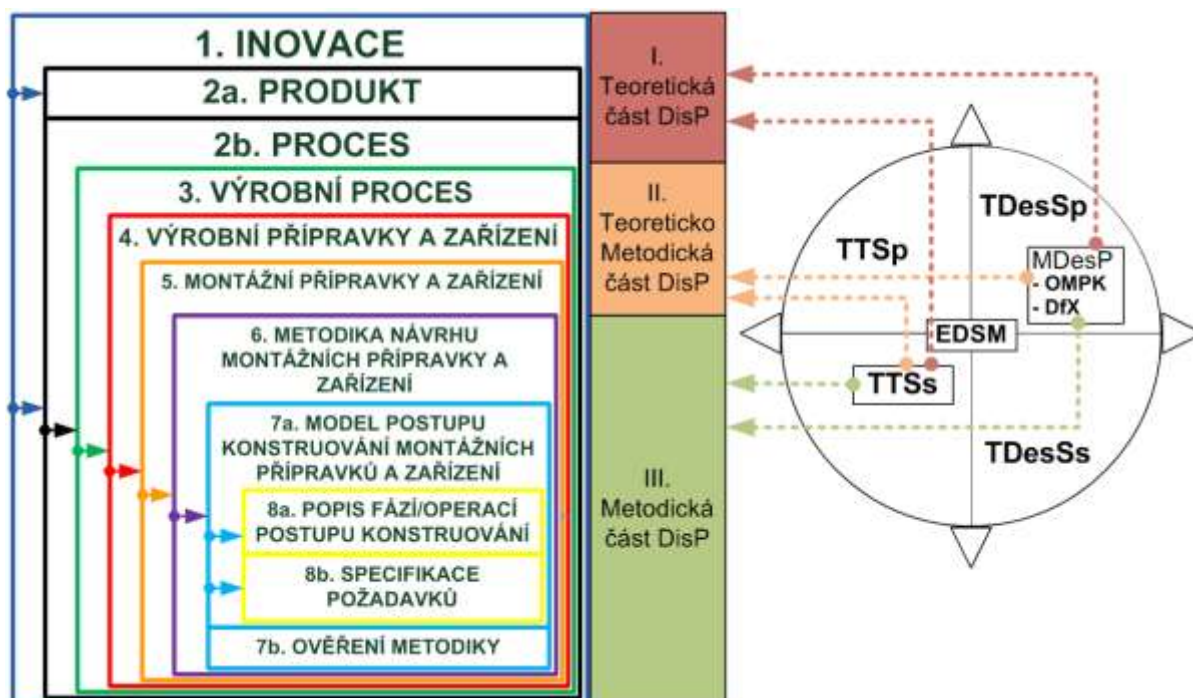 1. INOVACE
2a. PRODUKT
2b. PROCES
3. VÝROBNÍ PROCES
4. VÝROBNÍ PŘÍPRAVKY A ZAŘÍZENÍ
5. MONTÁŽNÍ PŘÍPRAVKY A ZAŘÍZENÍ
6. METODIKA NÁVRHU
MONTÁŽNÍCH PŘÍPRAVKY A
ZAŘÍZENÍ
7a. MODEL POSTUPU
KONSTRUOVÁNÍ MONTÁŽNÍCH
PŘÍPRAVKŮ A ZAŘÍZENÍ
8a. POPIS FÁZÍ/OPERACÍ
POSTUPU KONSTRUOVÁNÍ
8b. SPECIFIKACE
POŽADAVKŮ
7b. OVĚŘENÍ METODIKY
I.
Teoretická
část DisP
II.
Teoreticko
Metodická
část DisP
III.
Metodická
část DisP
TDesSp
TTSp
MDesP
- OMPK
- DfX
EDSM
TTSs
TDesSs